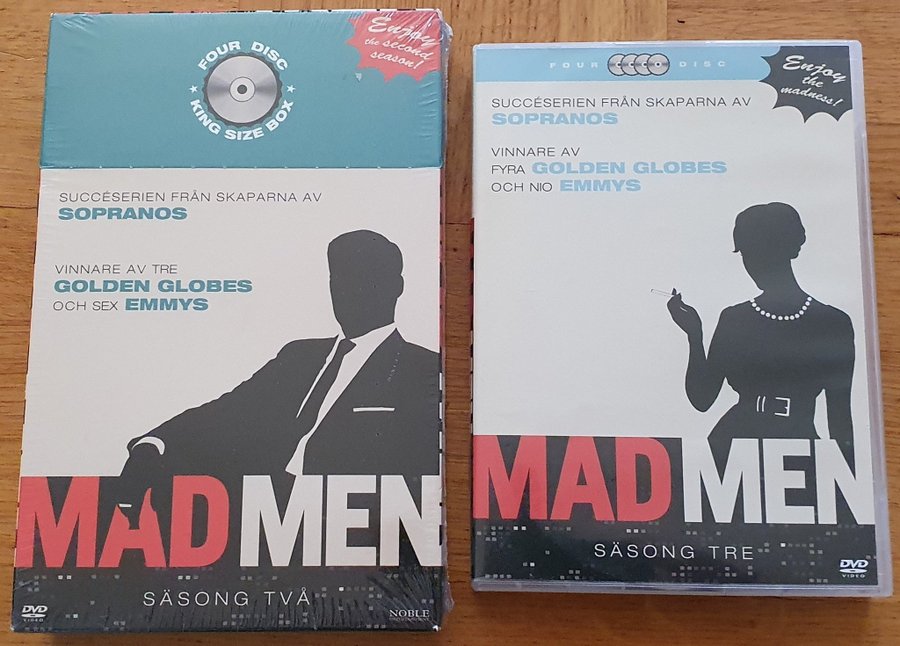 FOUR DISC
KING SIZE BOX
Enjoy
the second
season!
SUCCÉSERIEN FRÅN SKAPARNA AV
SOPRANOS
VINNARE AV TRE
GOLDEN GLOBES
OCH SEX EMMYS
MAD MEN
SÄSONG TVÅ
DVD
VIDEO
NOBLE
ENTERTAINMENT
FOUR DISC
Enjoy
the
madness!
SUCCÉSERIEN FRÅN SKAPARNA AV
SOPRANOS
VINNARE AV
FYRA GOLDEN GLOBES
OCH NIO EMMYS
MAD MEN
SÄSONG TRE
DVD
VIDEO